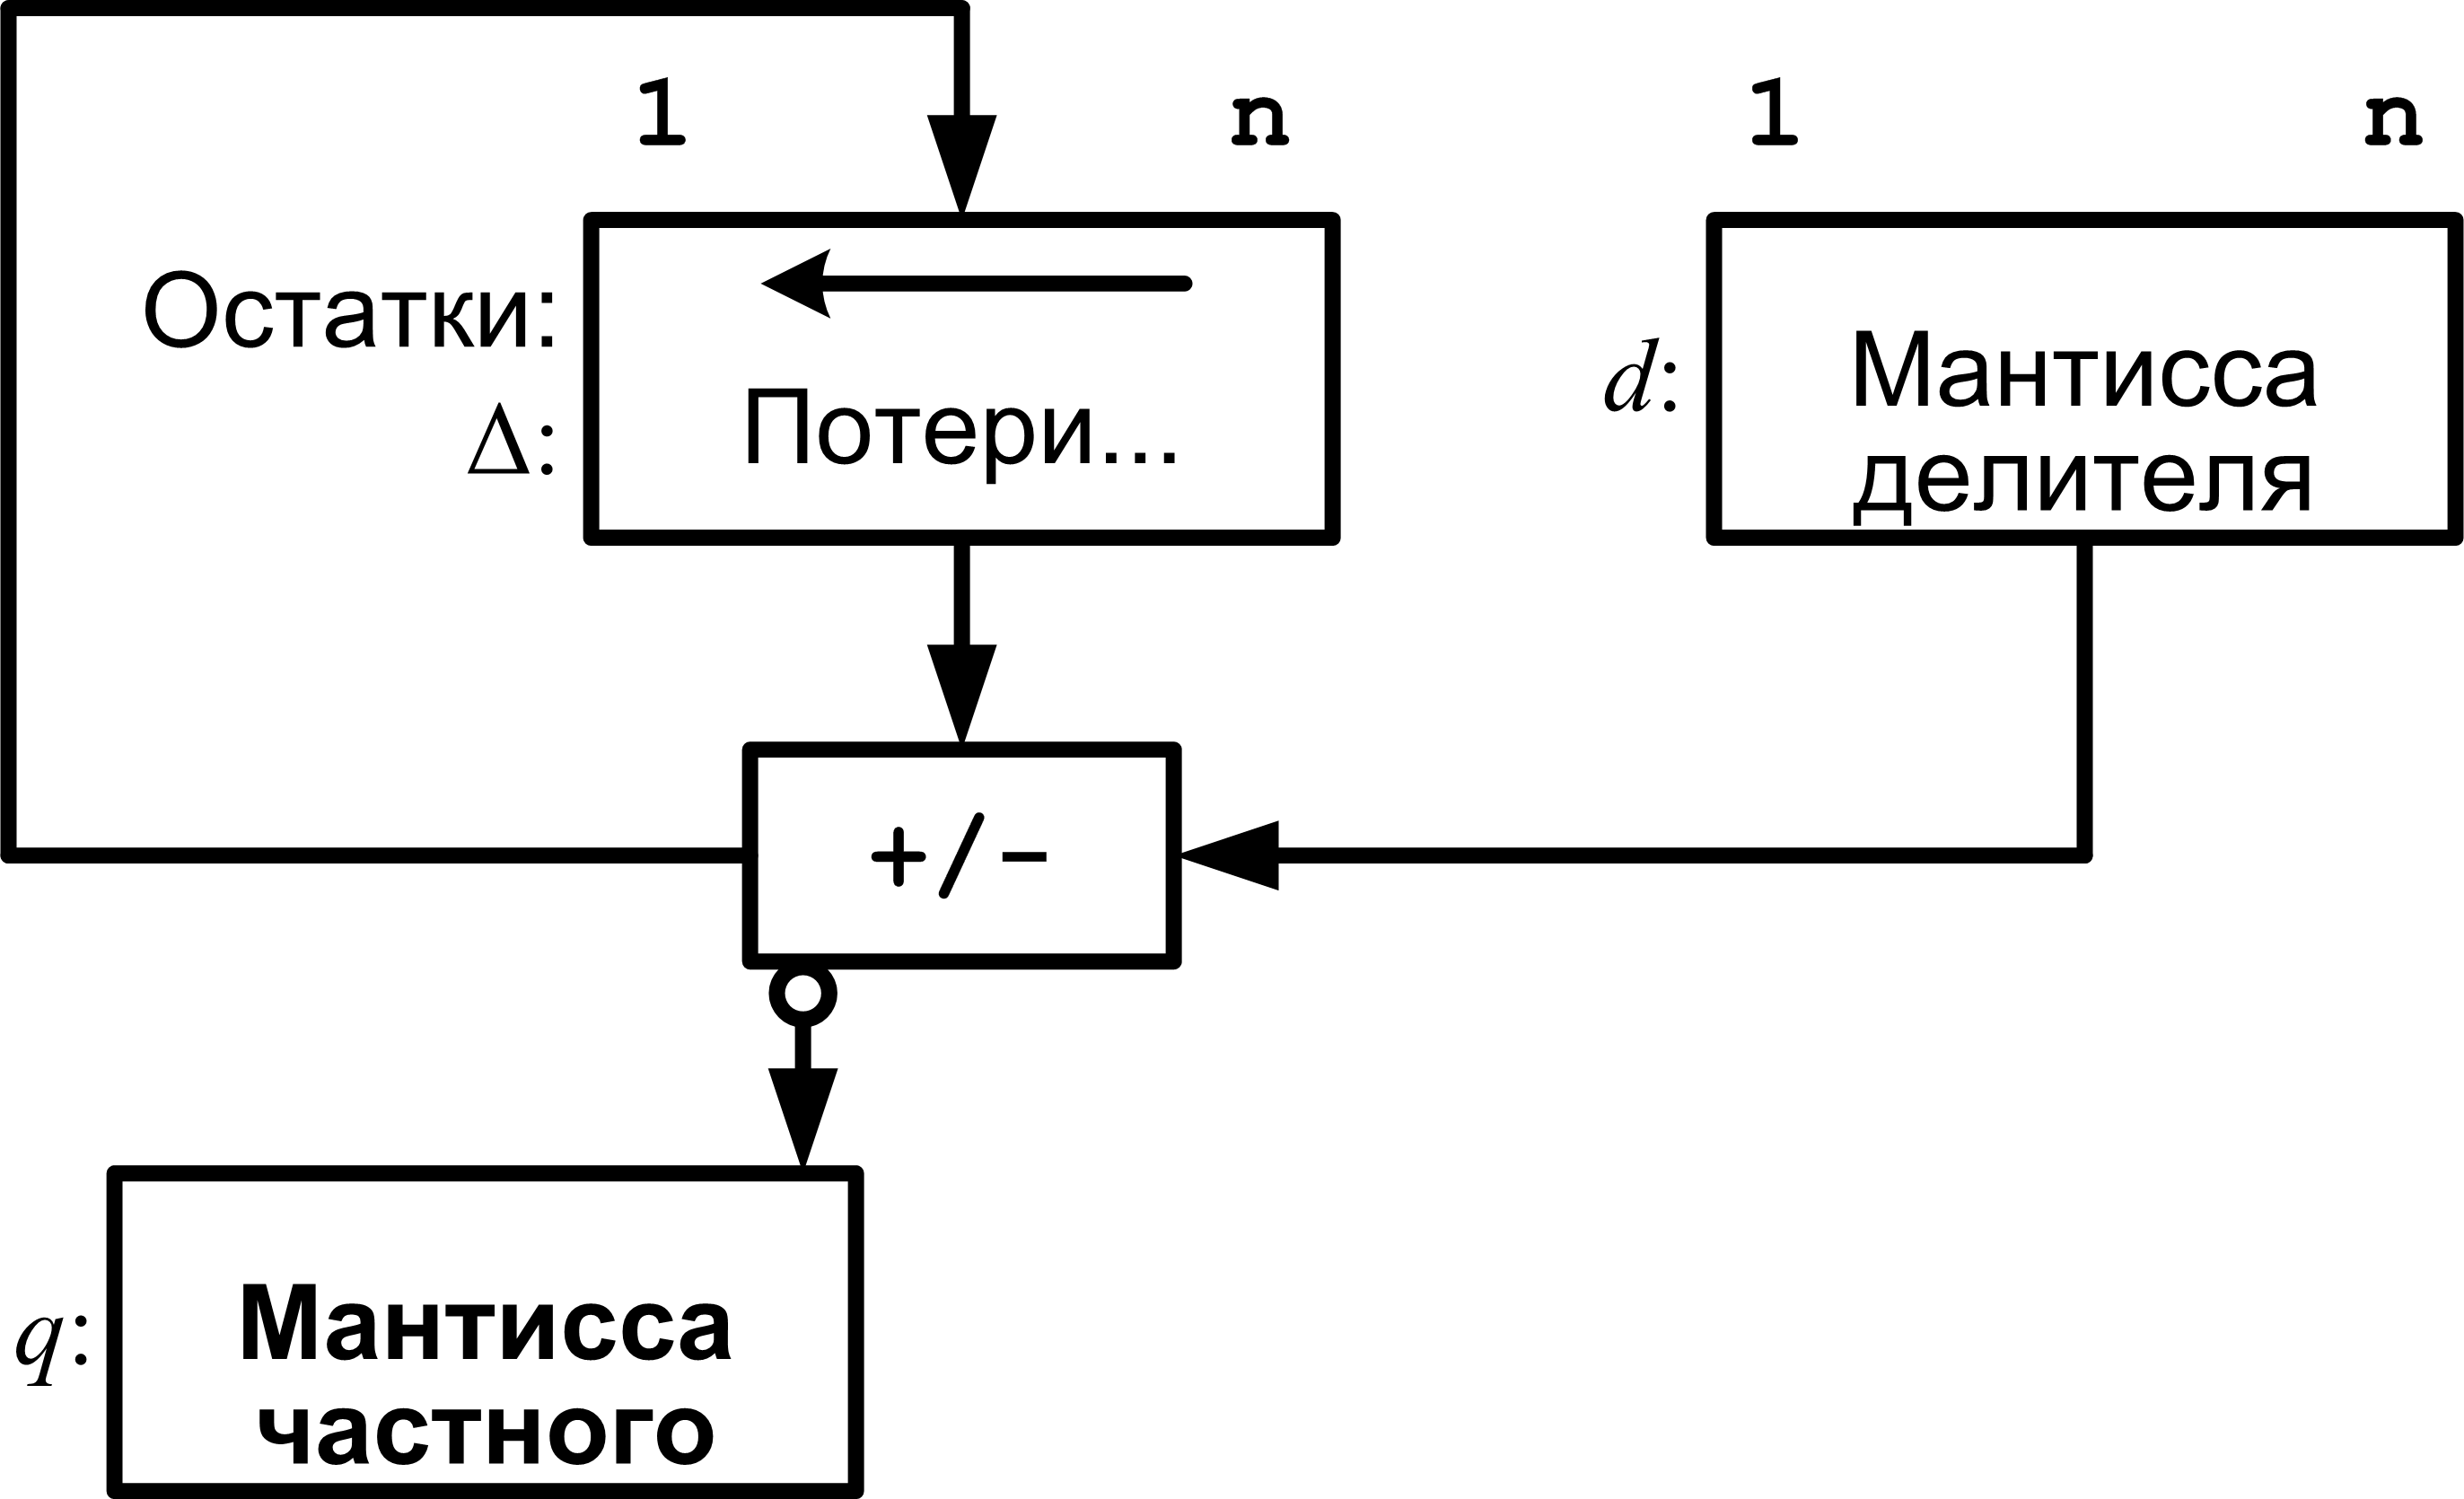 1 n 1 n
Остатки:
Δ:
Потери...
d:
Мантисса
делителя
+/-
q:
Мантисса
частного